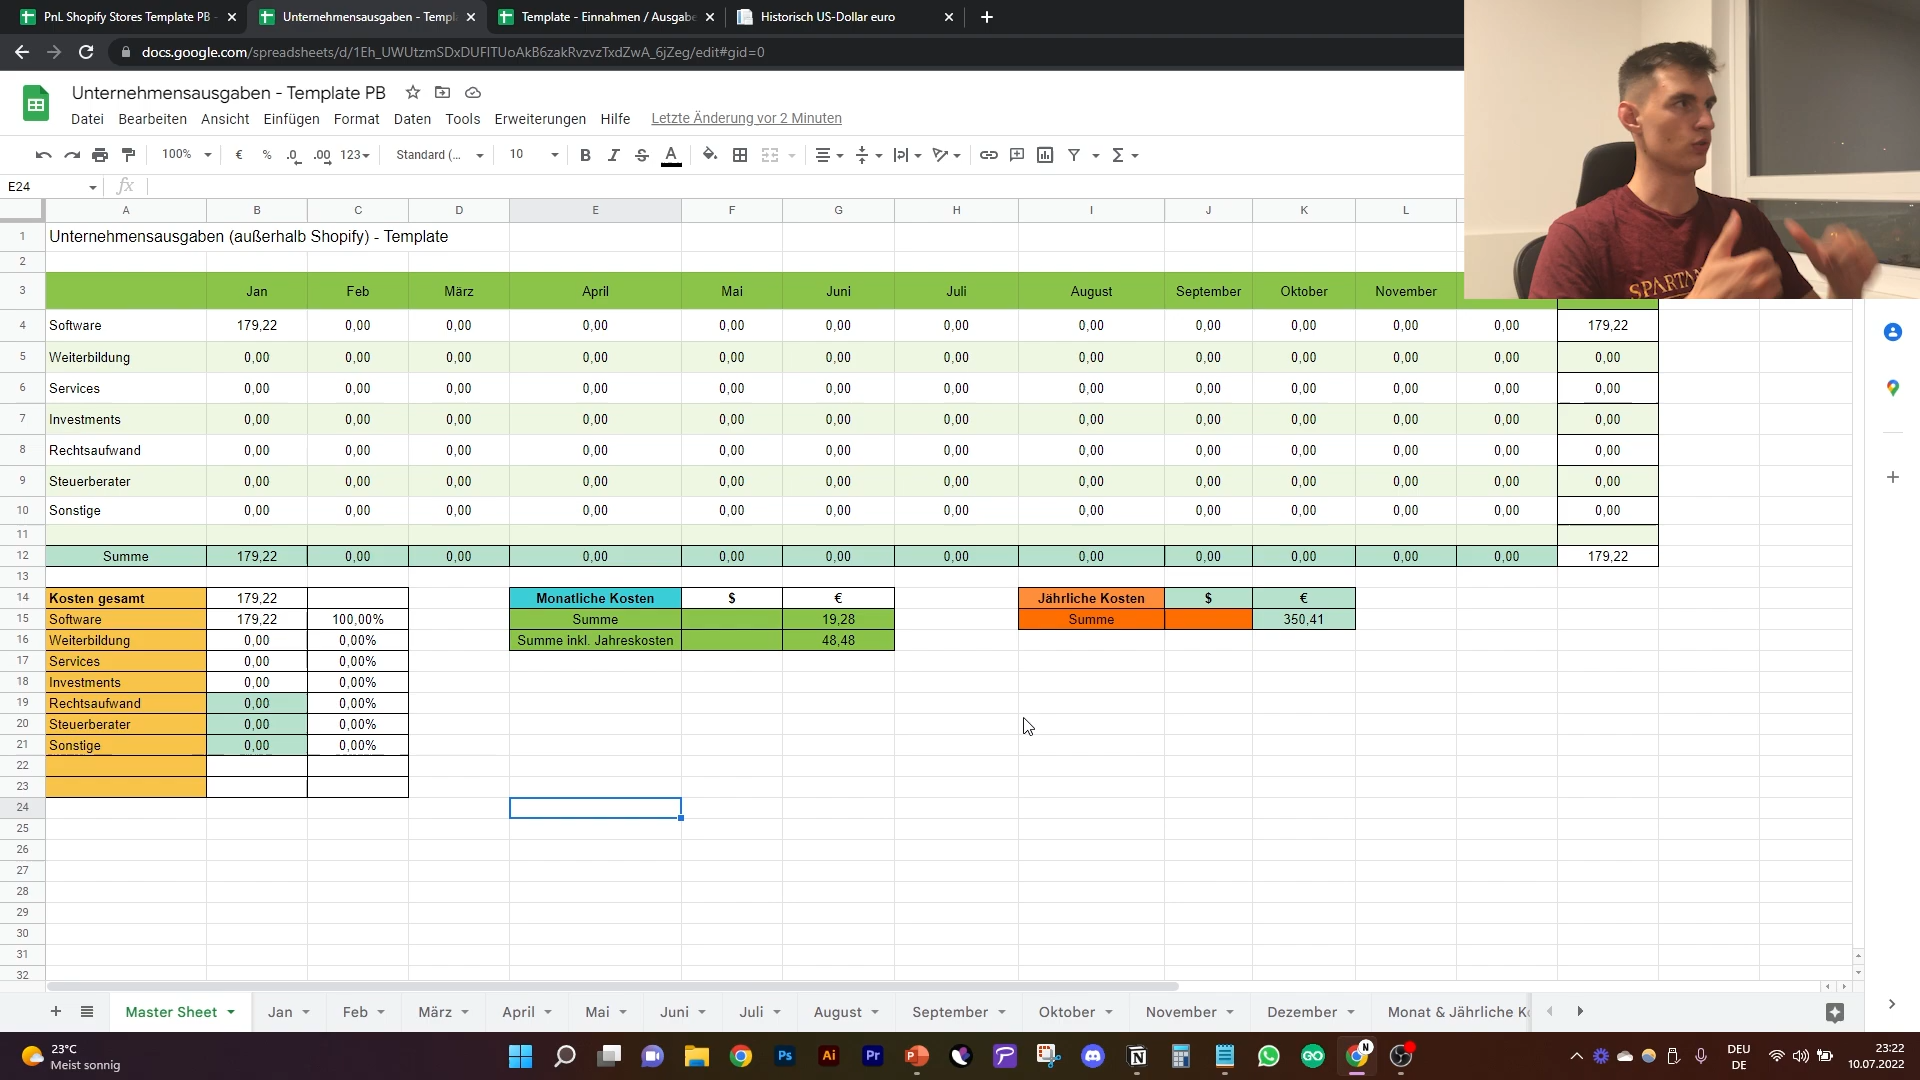 PnL Shopify Stores Template PB -
Unternehmensausgaben - Templ
Template - Einnahmen / Ausgabe
Historisch US-Dollar euro
docs.google.com/spreadsheets/d/1Eh_UWUtzmSDxDUFITUoAkB6zakRvzvzTxdZwA_6jZeg/edit#gid=0
Unternehmensausgaben - Template PB
Datei Bearbeiten Ansicht Einfügen Format Daten Tools Erweiterungen Hilfe Letzte Änderung vor 2 Minuten
100% € % .0 .00 123 Standard (... 10 B I S A
E24 fx
A B C D E F G H I J K L
1 Unternehmensausgaben (außerhalb Shopify) - Template
2
3 Jan Feb März April Mai Juni Juli August September Oktober November
4 Software 179,22 0,00 0,00 0,00 0,00 0,00 0,00 0,00 0,00 0,00 0,00 0,00 179,22
5 Weiterbildung 0,00 0,00 0,00 0,00 0,00 0,00 0,00 0,00 0,00 0,00 0,00 0,00 0,00
6 Services 0,00 0,00 0,00 0,00 0,00 0,00 0,00 0,00 0,00 0,00 0,00 0,00 0,00
7 Investments 0,00 0,00 0,00 0,00 0,00 0,00 0,00 0,00 0,00 0,00 0,00 0,00 0,00
8 Rechtsaufwand 0,00 0,00 0,00 0,00 0,00 0,00 0,00 0,00 0,00 0,00 0,00 0,00 0,00
9 Steuerberater 0,00 0,00 0,00 0,00 0,00 0,00 0,00 0,00 0,00 0,00 0,00 0,00 0,00
10 Sonstige 0,00 0,00 0,00 0,00 0,00 0,00 0,00 0,00 0,00 0,00 0,00 0,00 0,00
11
12 Summe 179,22 0,00 0,00 0,00 0,00 0,00 0,00 0,00 0,00 0,00 0,00 0,00 179,22
13
14 Kosten gesamt 179,22 Monatliche Kosten $ € Jährliche Kosten $ €
15 Software 179,22 100,00% Summe 19,28 Summe 350,41
16 Weiterbildung 0,00 0,00% Summe inkl. Jahreskosten 48,48
17 Services 0,00 0,00%
18 Investments 0,00 0,00%
19 Rechtsaufwand 0,00 0,00%
20 Steuerberater 0,00 0,00%
21 Sonstige 0,00 0,00%
22
23
24
25
26
27
28
29
30
31
32
Master Sheet Jan Feb März April Mai Juni Juli August September Oktober November Dezember Monat & Jährliche K
23°C
Meist sonnig
Ps Ai Pr
DEU
DE
23:22
10.07.2022
SPARTAN